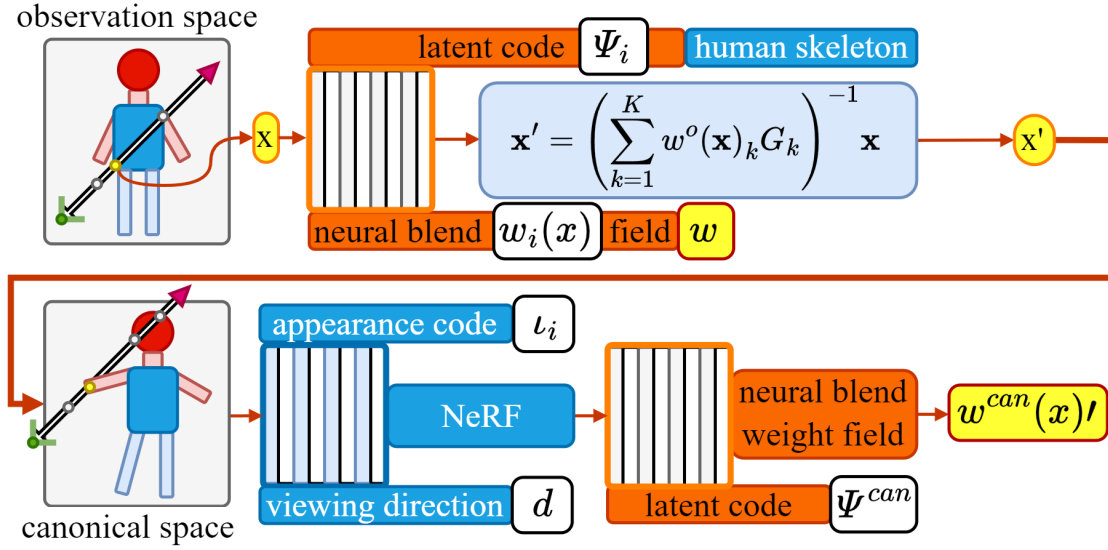 observation space
latent code Ψ_i human skeleton
x
𝐱′ = ( ∑_{k=1}^{K} w^o(𝐱)_k G_k )^{−1} 𝐱
x'
neural blend w_i(x) field w
appearance code ι_i
NeRF
neural blend
weight field
w^{can}(x)′
viewing direction d
latent code Ψ^{can}
canonical space